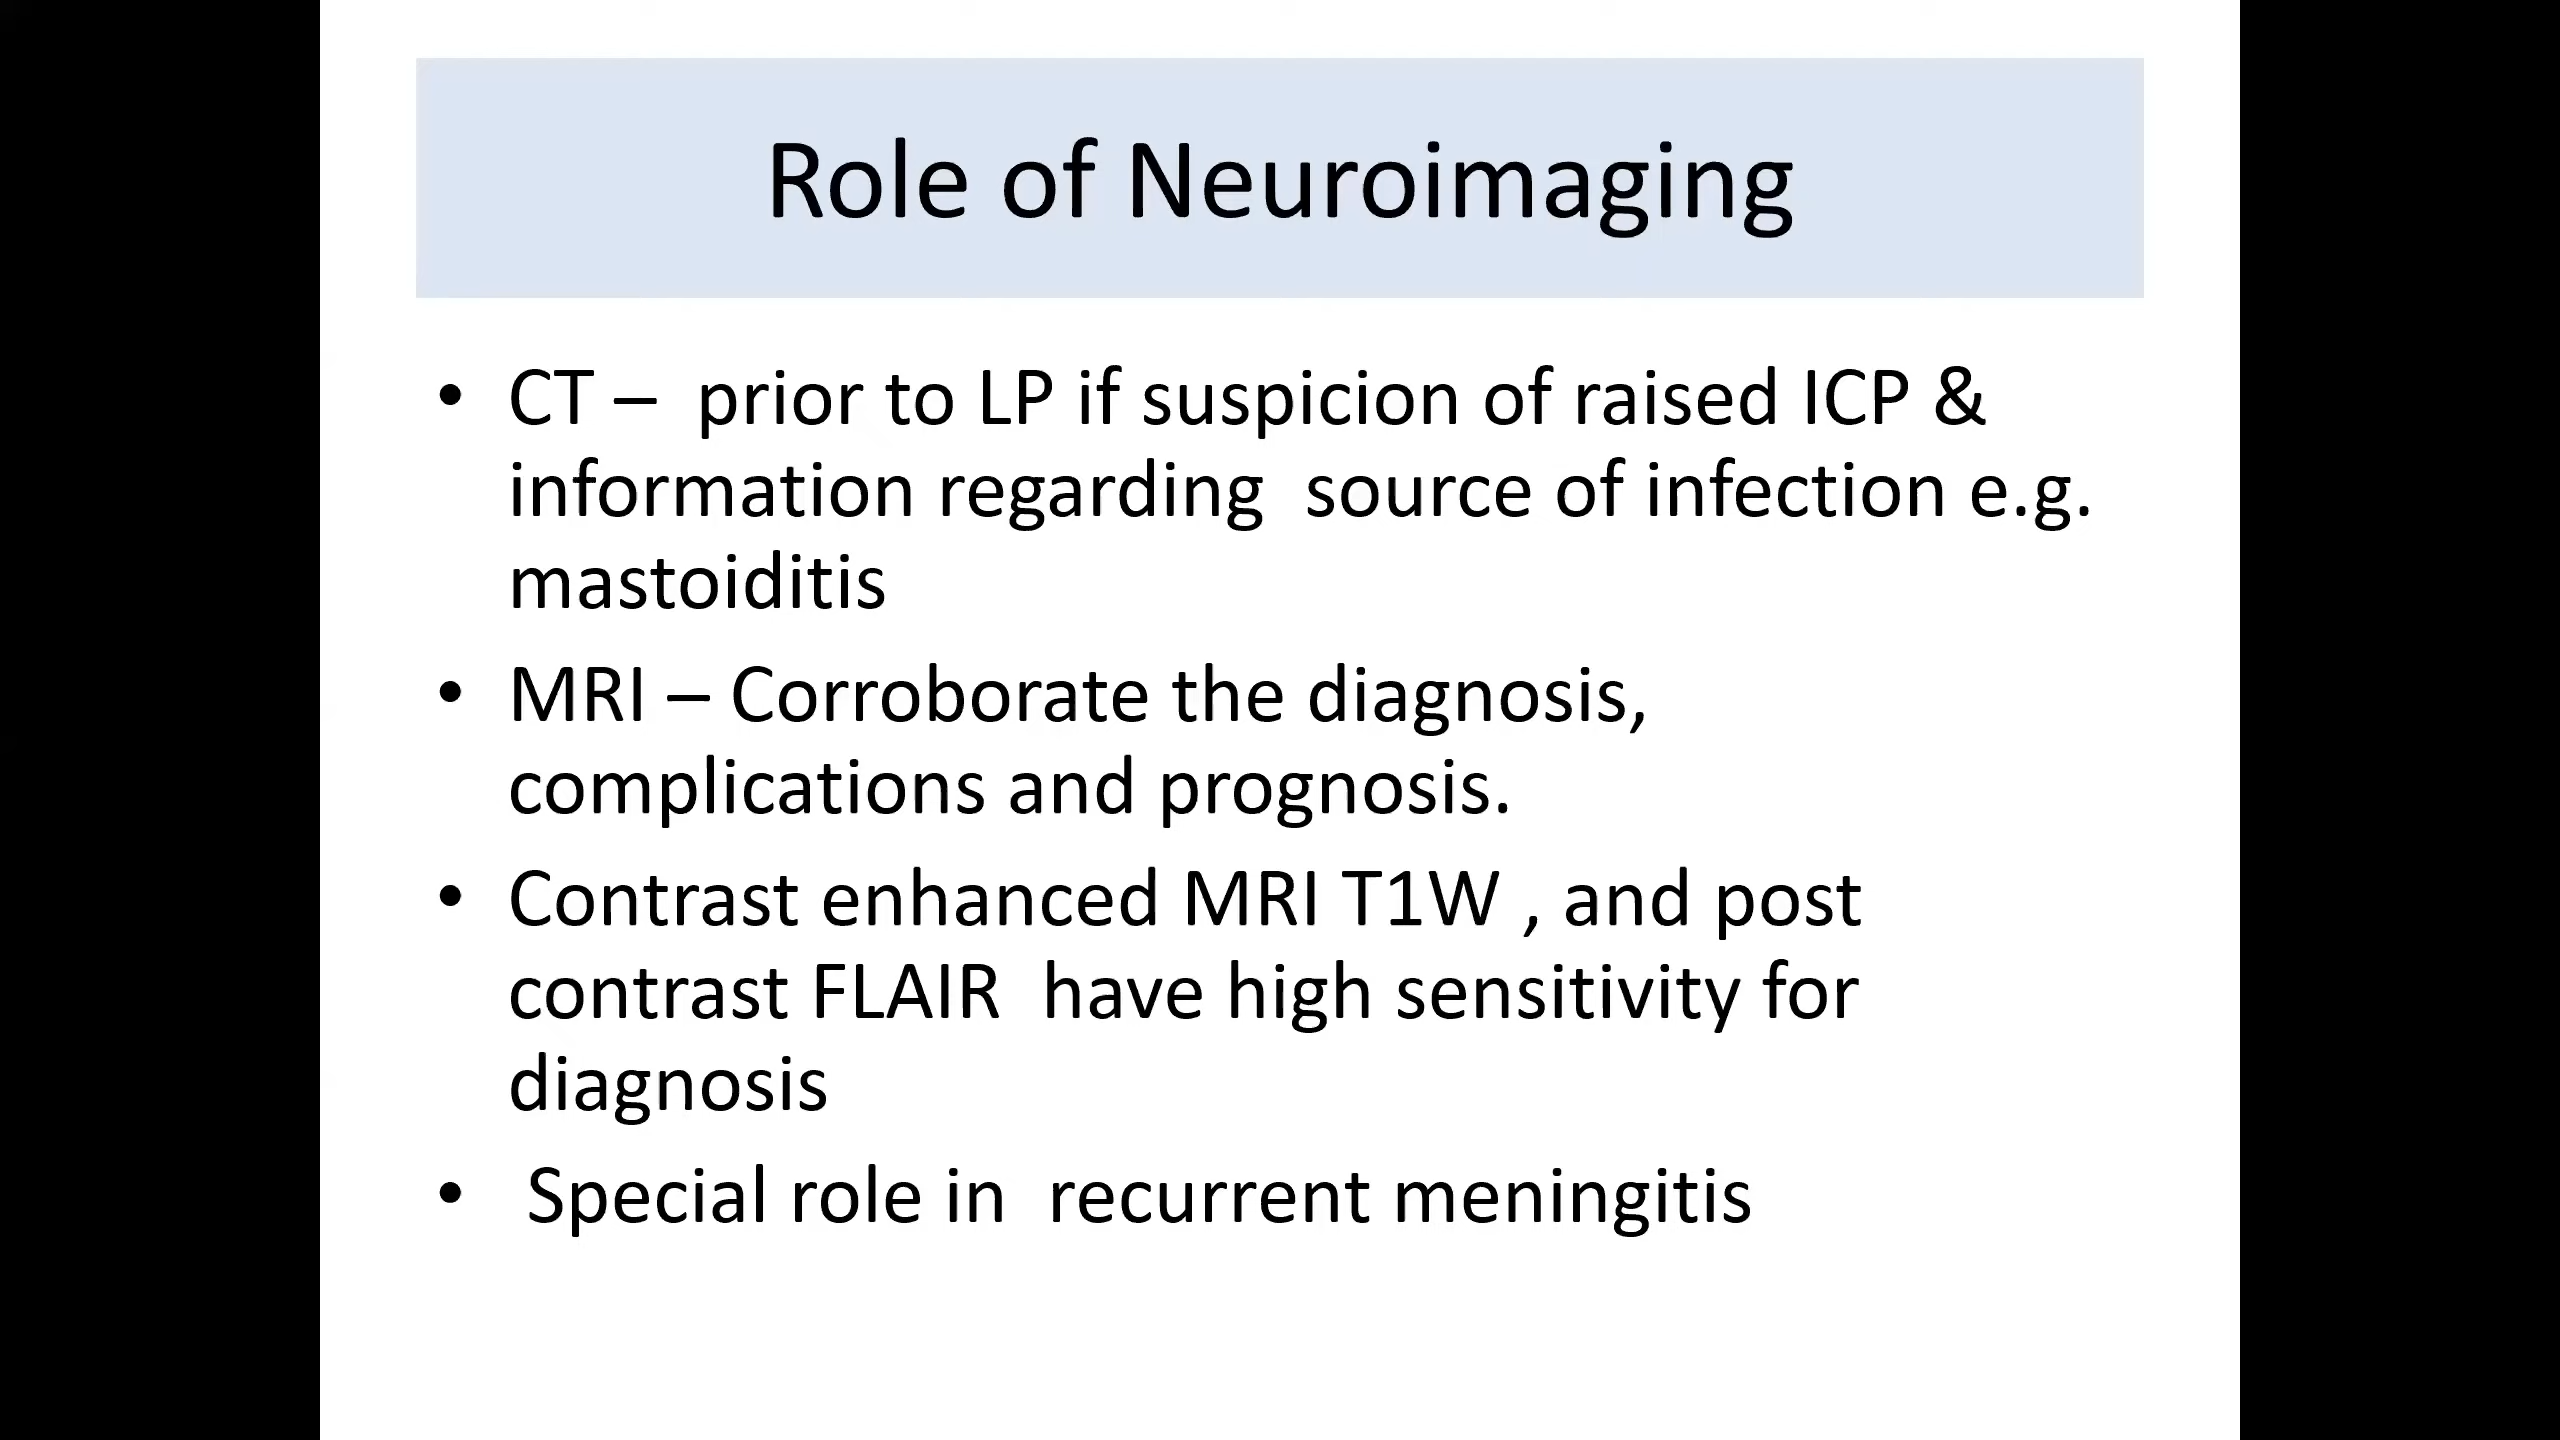 Role of Neuroimaging
• CT – prior to LP if suspicion of raised ICP &
information regarding source of infection e.g.
mastoiditis
• MRI – Corroborate the diagnosis,
complications and prognosis.
• Contrast enhanced MRI T1W , and post
contrast FLAIR have high sensitivity for
diagnosis
• Special role in recurrent meningitis